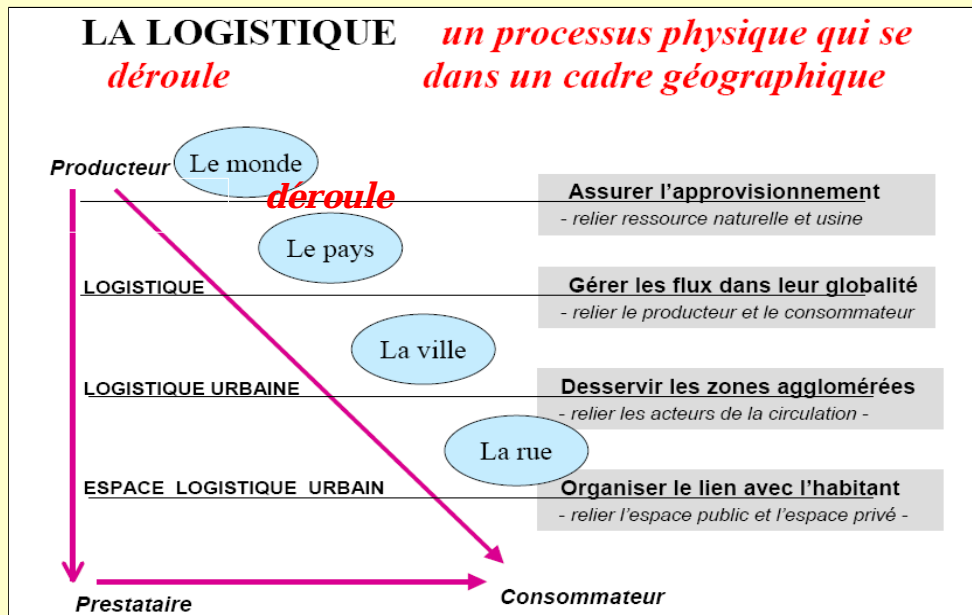 LA LOGISTIQUE un processus physique qui se
déroule dans un cadre géographique
Producteur
Le monde
déroule
Assurer l’approvisionnement
- relier ressource naturelle et usine
Le pays
LOGISTIQUE
Gérer les flux dans leur globalité
- relier le producteur et le consommateur
La ville
LOGISTIQUE URBAINE
Desservir les zones agglomérées
- relier les acteurs de la circulation -
La rue
ESPACE LOGISTIQUE URBAIN
Organiser le lien avec l’habitant
- relier l’espace public et l’espace privé -
Prestataire
Consommateur